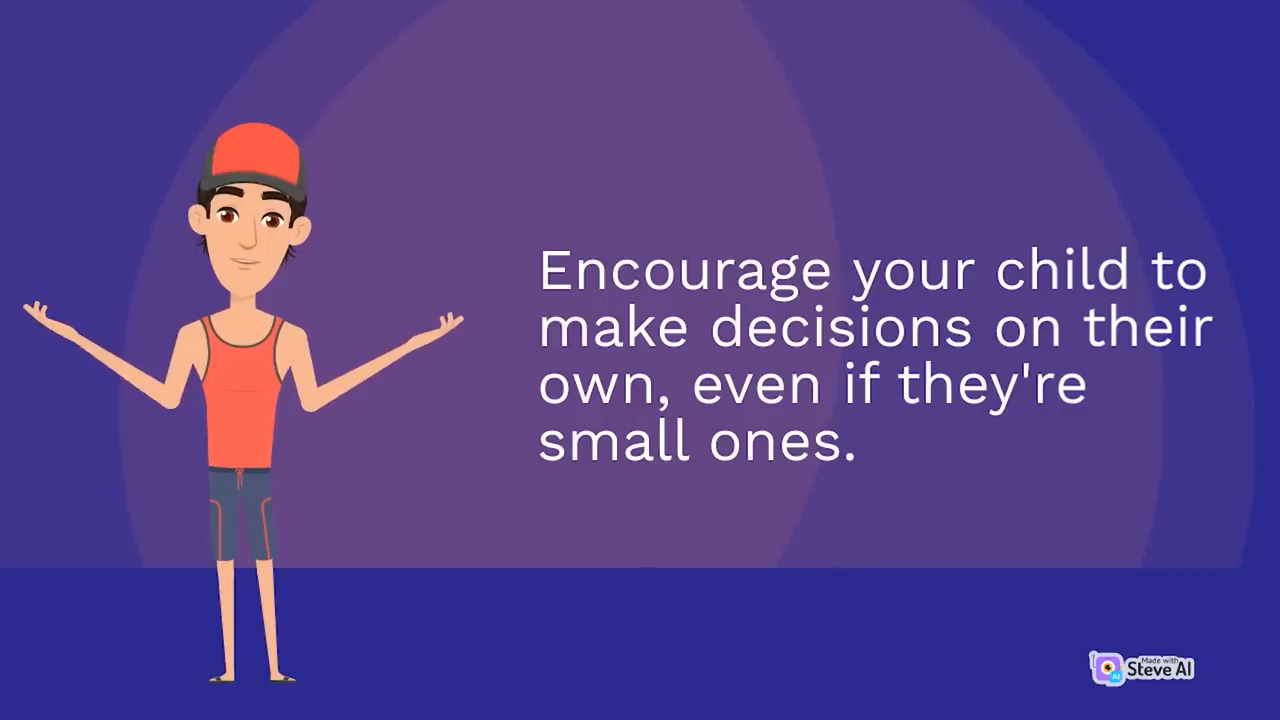 Encourage your child to
make decisions on their
own, even if they're
small ones.
Made with
Steve AI
AI